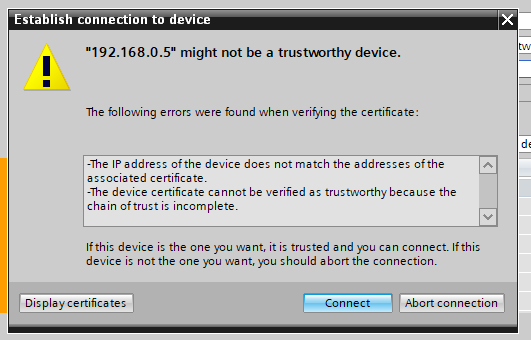 Establish connection to device
"192.168.0.5" might not be a trustworthy device.
The following errors were found when verifying the certificate:
-The IP address of the device does not match the addresses of the
associated certificate.
-The device certificate cannot be verified as trustworthy because the
chain of trust is incomplete.
If this device is the one you want, it is trusted and you can connect. If this
device is not the one you want, you should abort the connection.
Display certificates
Connect
Abort connection